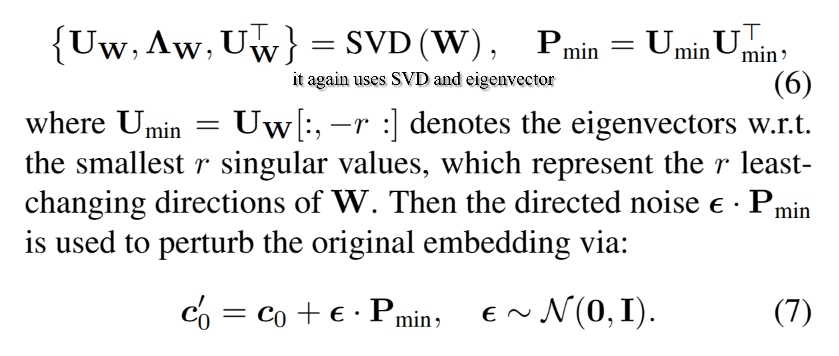 {U_W, Λ_W, U_W^⊤} = SVD (W), P_min = U_min U_min^⊤,
it again uses SVD and eigenvector
(6)
where U_min = U_W[:, −r :] denotes the eigenvectors w.r.t.
the smallest r singular values, which represent the r least-
changing directions of W. Then the directed noise ϵ · P_min
is used to perturb the original embedding via:
c′_0 = c_0 + ϵ · P_min, ϵ ∼ 𝒩(0, I). (7)